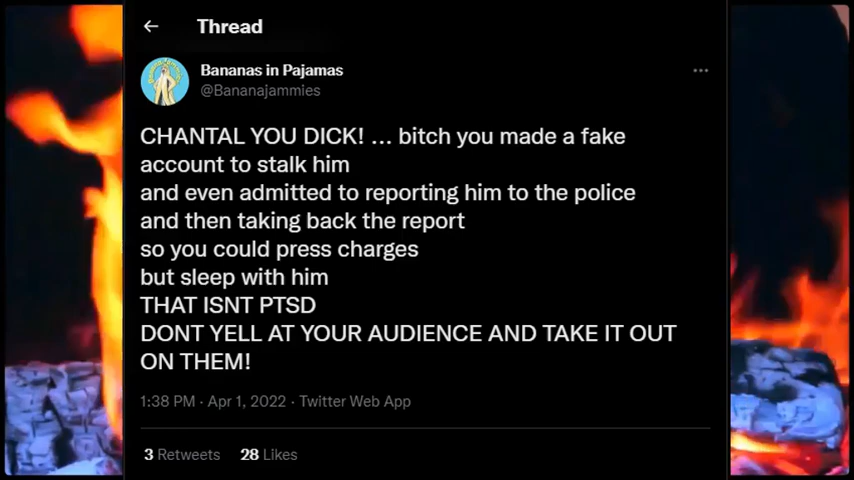 Thread
Bananas in Pajamas
@Bananajammies
CHANTAL YOU DICK! ... bitch you made a fake
account to stalk him
and even admitted to reporting him to the police
and then taking back the report
so you could press charges
but sleep with him
THAT ISNT PTSD
DONT YELL AT YOUR AUDIENCE AND TAKE IT OUT
ON THEM!
1:38 PM · Apr 1, 2022 · Twitter Web App
3 Retweets 28 Likes